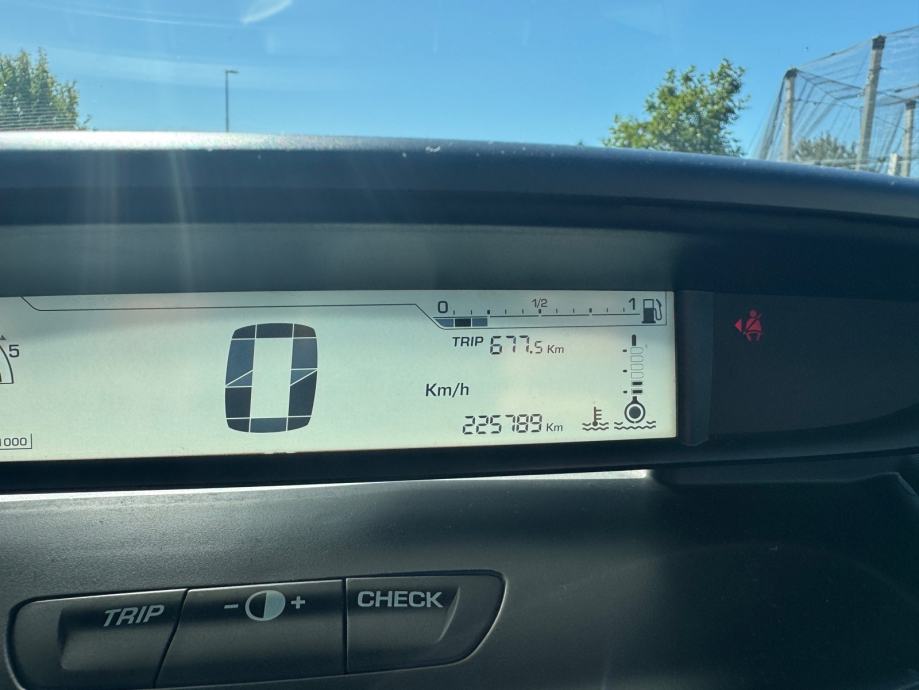 0 1/2 1
TRIP 677.5 Km
5
0
Km/h
225789 Km
1000
TRIP - + CHECK